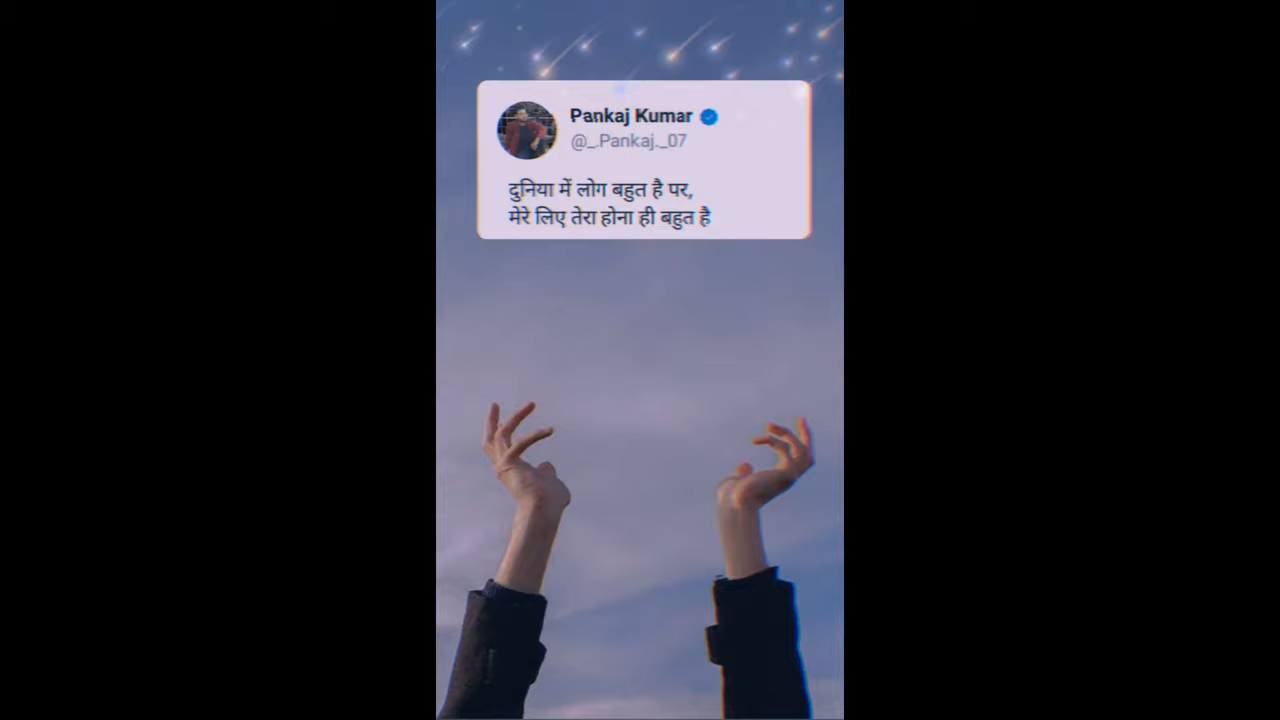 Pankaj Kumar
@_.Pankaj._07
दुनिया में लोग बहुत है पर,
मेरे लिए तेरा होना ही बहुत है